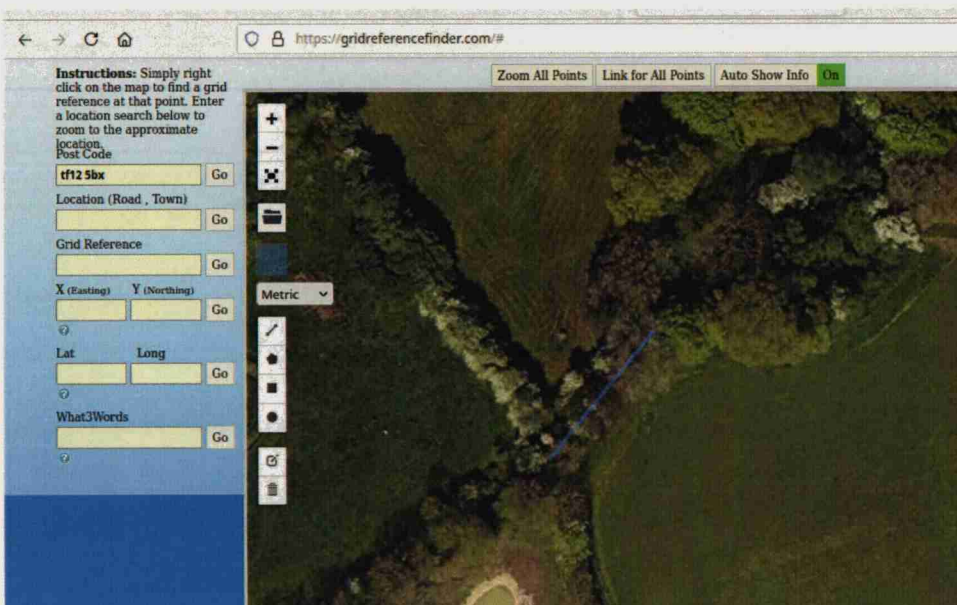 https://gridreferencefinder.com/#
Zoom All Points Link for All Points Auto Show Info On
Instructions: Simply right
click on the map to find a grid
reference at that point. Enter
a location search below to
zoom to the approximate
location.
Post Code
tf12 5bx Go
Location (Road , Town)
Go
Grid Reference
Go
X (Easting) Y (Northing)
Go
?
Lat Long
Go
?
What3Words
Go
?
+
−
Metric